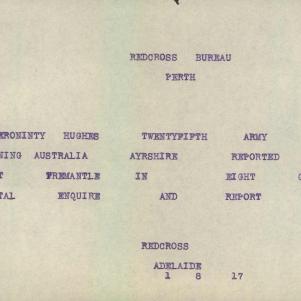 REDCROSS BUREAU
PERTH
ERONINTY HUGHES TWENTYFIFTH ARMY
NING AUSTRALIA AYRSHIRE REPORTED
T FREMANTLE IN EIGHT
TAL ENQUIRE AND REPORT
REDCROSS
ADELAIDE
1 8 17